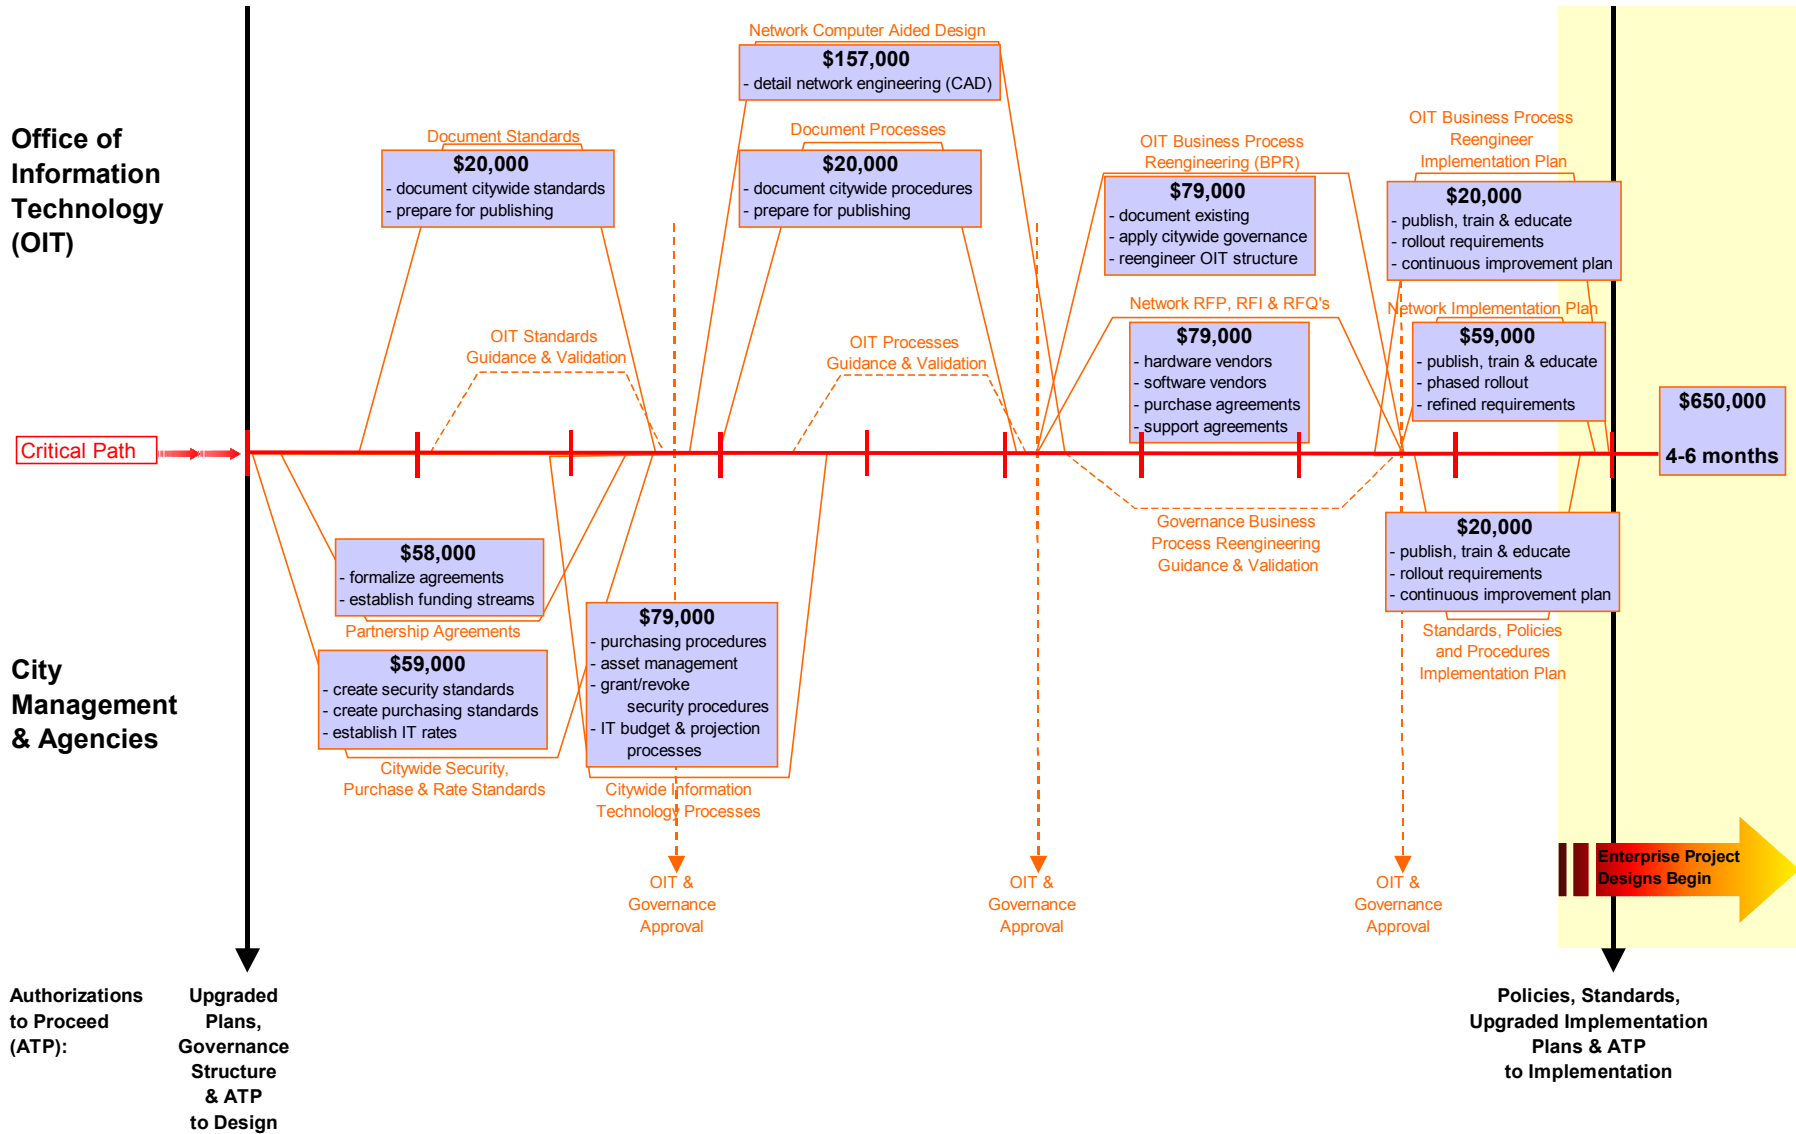 Office of
Information
Technology
(OIT)
Document Standards
$20,000
- document citywide standards
- prepare for publishing
OIT Standards
Guidance & Validation
Network Computer Aided Design
$157,000
- detail network engineering (CAD)
Document Processes
$20,000
- document citywide procedures
- prepare for publishing
OIT Processes
Guidance & Validation
OIT Business Process
Reengineering (BPR)
$79,000
- document existing
- apply citywide governance
- reengineer OIT structure
Network RFP, RFI & RFQ's
$79,000
- hardware vendors
- software vendors
- purchase agreements
- support agreements
OIT Business Process
Reengineer
Implementation Plan
$20,000
- publish, train & educate
- rollout requirements
- continuous improvement plan
Network Implementation Plan
$59,000
- publish, train & educate
- phased rollout
- refined requirements
$650,000
4-6 months
Critical Path
City
Management
& Agencies
$58,000
- formalize agreements
- establish funding streams
Partnership Agreements
$59,000
- create security standards
- create purchasing standards
- establish IT rates
Citywide Security,
Purchase & Rate Standards
$79,000
- purchasing procedures
- asset management
- grant/revoke
security procedures
- IT budget & projection
processes
Citywide Information
Technology Processes
Governance Business
Process Reengineering
Guidance & Validation
$20,000
- publish, train & educate
- rollout requirements
- continuous improvement plan
Standards, Policies
and Procedures
Implementation Plan
Enterprise Project
Designs Begin
OIT &
Governance
Approval
OIT &
Governance
Approval
OIT &
Governance
Approval
Authorizations
to Proceed
(ATP):
Upgraded
Plans,
Governance
Structure
& ATP
to Design
Policies, Standards,
Upgraded Implementation
Plans & ATP
to Implementation